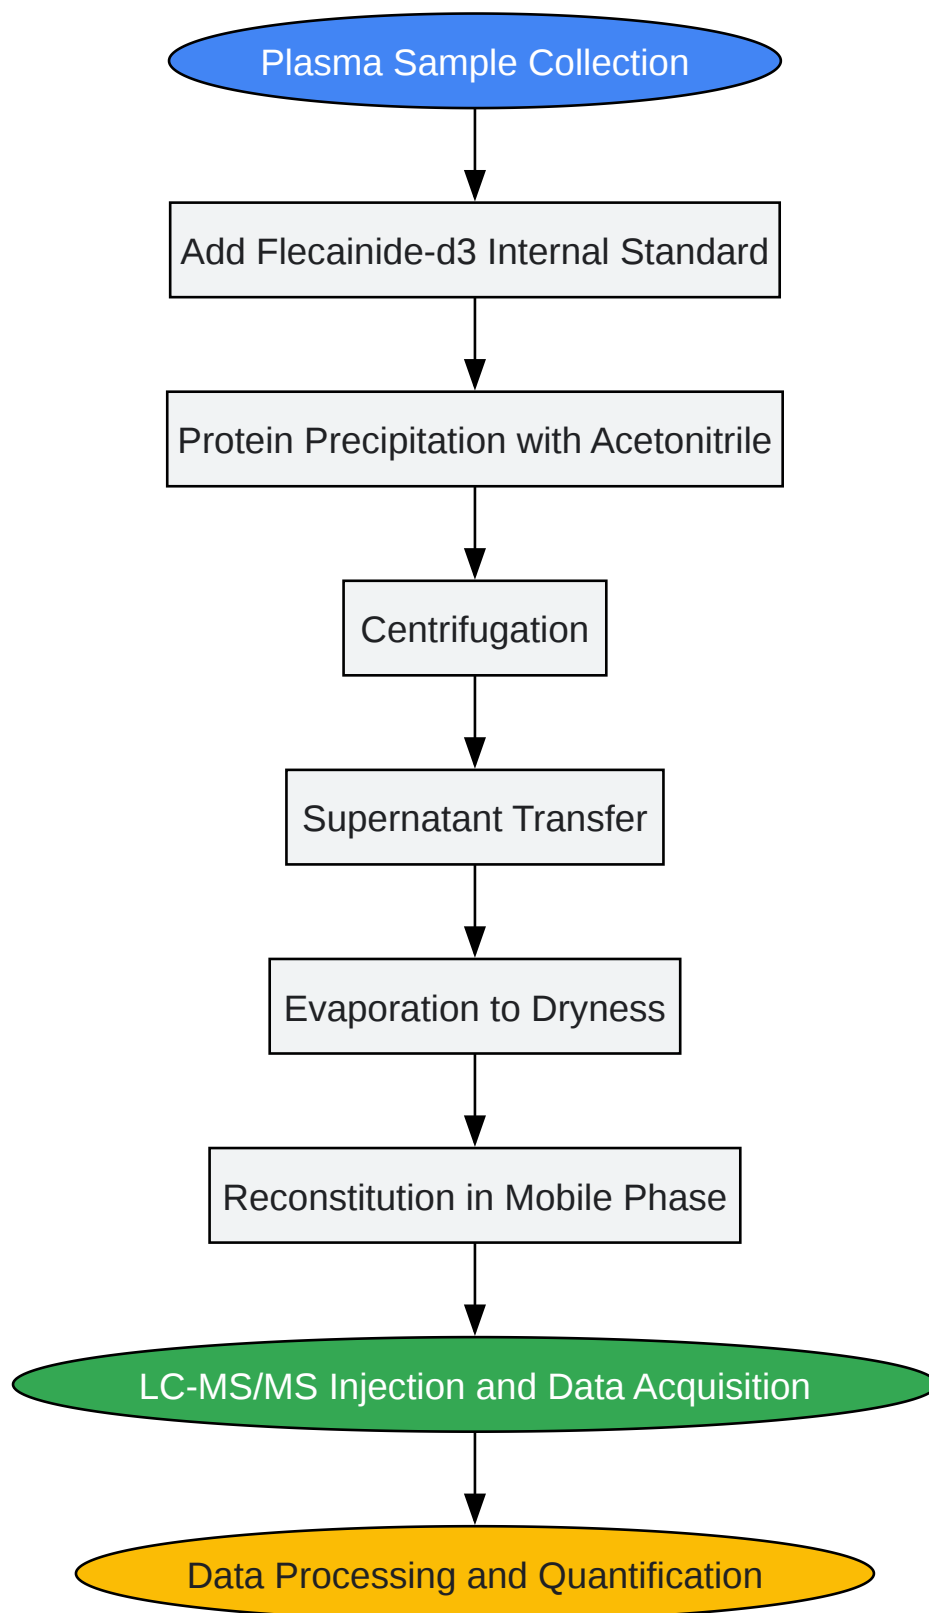 Plasma Sample Collection
Add Flecainide-d3 Internal Standard
Protein Precipitation with Acetonitrile
Centrifugation
Supernatant Transfer
Evaporation to Dryness
Reconstitution in Mobile Phase
LC-MS/MS Injection and Data Acquisition
Data Processing and Quantification